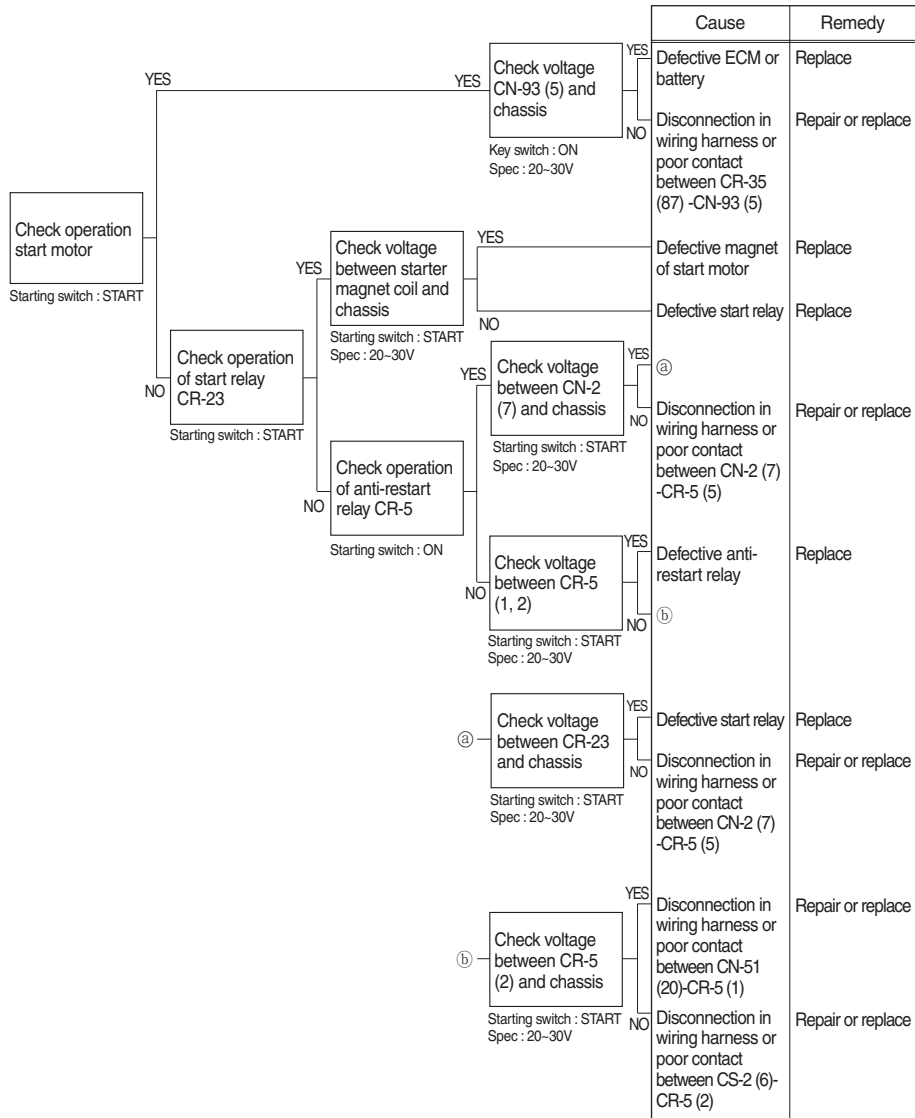 Cause
Remedy
YES
YES
Check voltage
CN-93 (5) and
chassis
Key switch : ON
Spec : 20~30V
YES
Defective ECM or
battery
Replace
NO
Disconnection in
wiring harness or
poor contact
between CR-35
(87) -CN-93 (5)
Repair or replace
Check operation
start motor
Starting switch : START
NO
Check operation
of start relay
CR-23
Starting switch : START
YES
Check voltage
between starter
magnet coil and
chassis
Starting switch : START
Spec : 20~30V
YES
Defective magnet
of start motor
Replace
NO
Defective start relay
Replace
NO
Check operation
of anti-restart
relay CR-5
Starting switch : ON
YES
Check voltage
between CN-2
(7) and chassis
Starting switch : START
Spec : 20~30V
YES
ⓐ
NO
Disconnection in
wiring harness or
poor contact
between CN-2 (7)
-CR-5 (5)
Repair or replace
NO
Check voltage
between CR-5
(1, 2)
Starting switch : START
Spec : 20~30V
YES
Defective anti-
restart relay
Replace
NO
ⓑ
ⓐ
Check voltage
between CR-23
and chassis
Starting switch : START
Spec : 20~30V
YES
Defective start relay
Replace
NO
Disconnection in
wiring harness or
poor contact
between CN-2 (7)
-CR-5 (5)
Repair or replace
ⓑ
Check voltage
between CR-5
(2) and chassis
Starting switch : START
Spec : 20~30V
YES
Disconnection in
wiring harness or
poor contact
between CN-51
(20)-CR-5 (1)
Repair or replace
NO
Disconnection in
wiring harness or
poor contact
between CS-2 (6)-
CR-5 (2)
Repair or replace